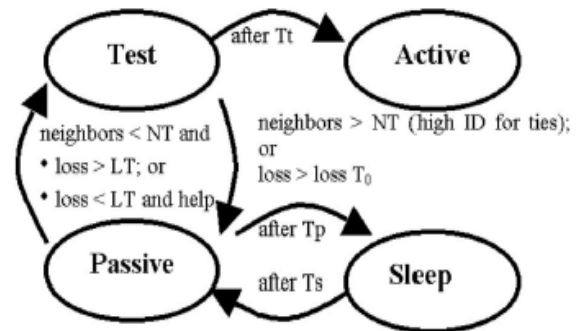 Test
after Tt
Active
neighbors < NT and
• loss > LT; or
• loss < LT and help
neighbors > NT (high ID for ties);
or
loss > loss T₀
Passive
after Tp
after Ts
Sleep